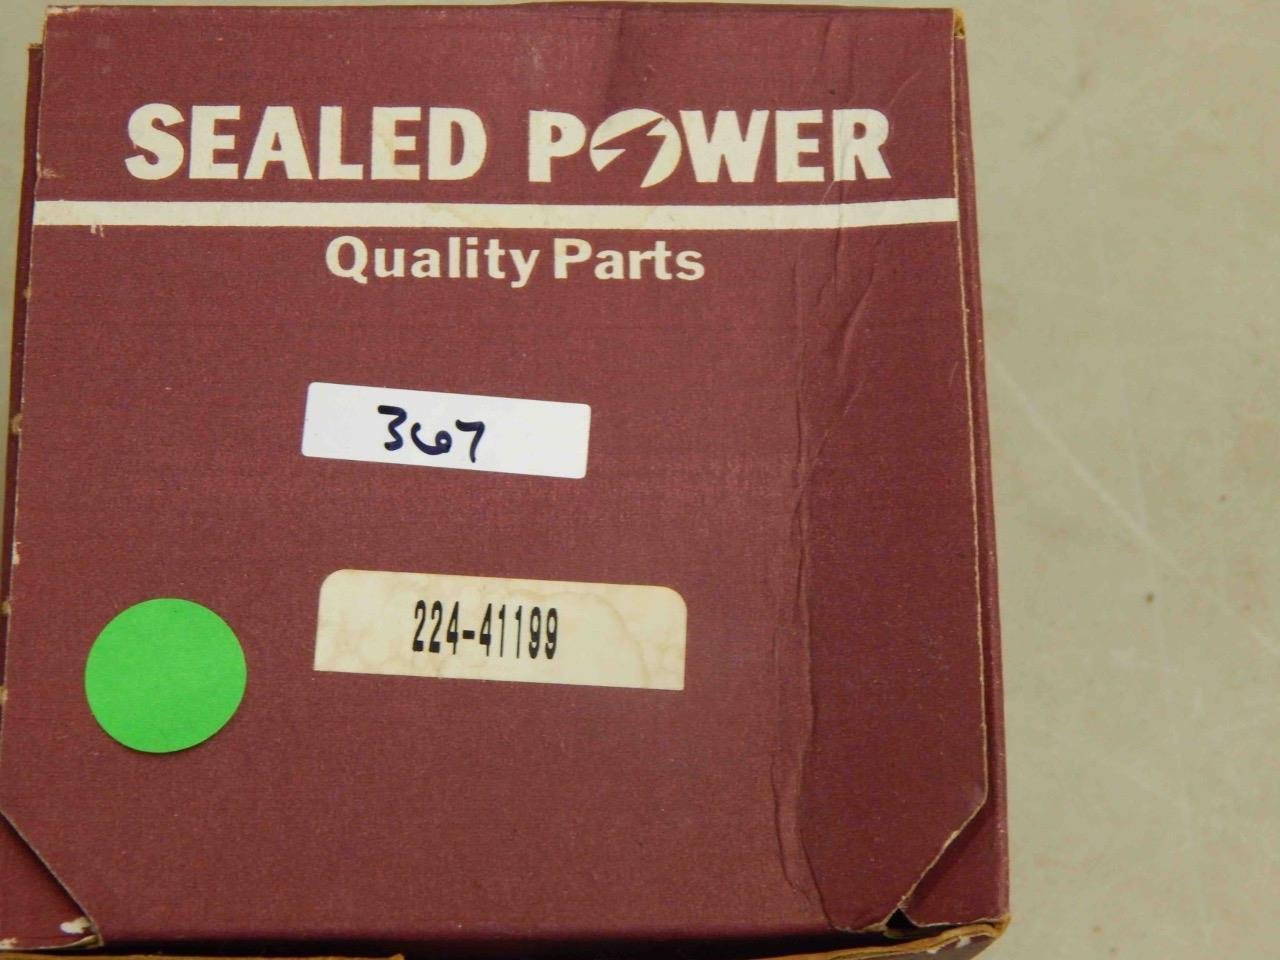 SEALED POWER
Quality Parts
367
224-41199